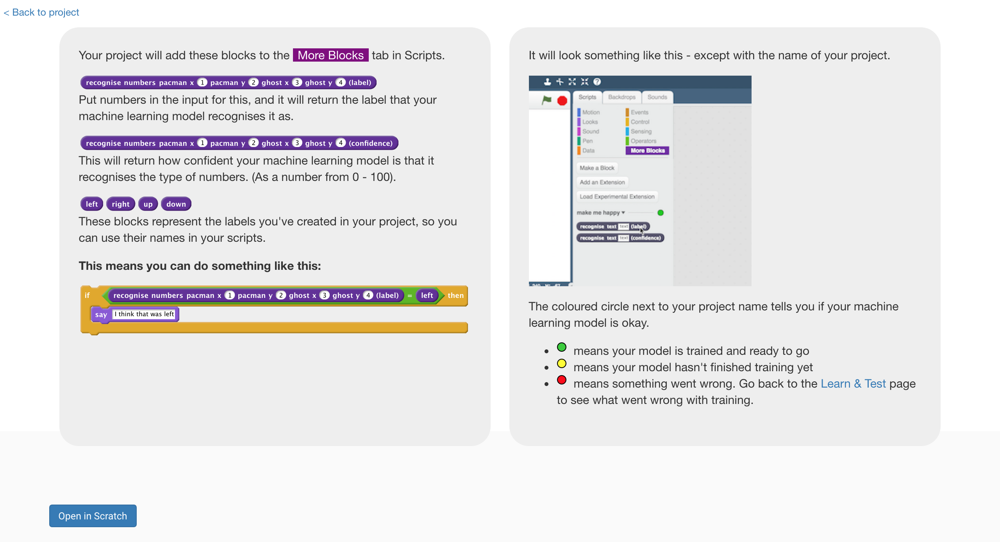 < Back to project
Your project will add these blocks to the More Blocks tab in Scripts.
recognise numbers pacman x 1 pacman y 2 ghost x 3 ghost y 4 (label)
Put numbers in the input for this, and it will return the label that your
machine learning model recognises it as.
recognise numbers pacman x 1 pacman y 2 ghost x 3 ghost y 4 (confidence)
This will return how confident your machine learning model is that it
recognises the type of numbers. (As a number from 0 - 100).
left right up down
These blocks represent the labels you've created in your project, so you
can use their names in your scripts.
This means you can do something like this:
if recognise numbers pacman x 1 pacman y 2 ghost x 3 ghost y 4 (label) = left then
say I think that was left
It will look something like this - except with the name of your project.
?
Scripts Backdrops Sounds
Motion Events
Looks Control
Sound Sensing
Pen Operators
Data More Blocks
Make a Block
Add an Extension
Load Experimental Extension
make me happy ▾
recognise text text (label)
recognise text text (confidence)
The coloured circle next to your project name tells you if your machine
learning model is okay.
• means your model is trained and ready to go
• means your model hasn't finished training yet
• means something went wrong. Go back to the Learn & Test page
to see what went wrong with training.
Open in Scratch